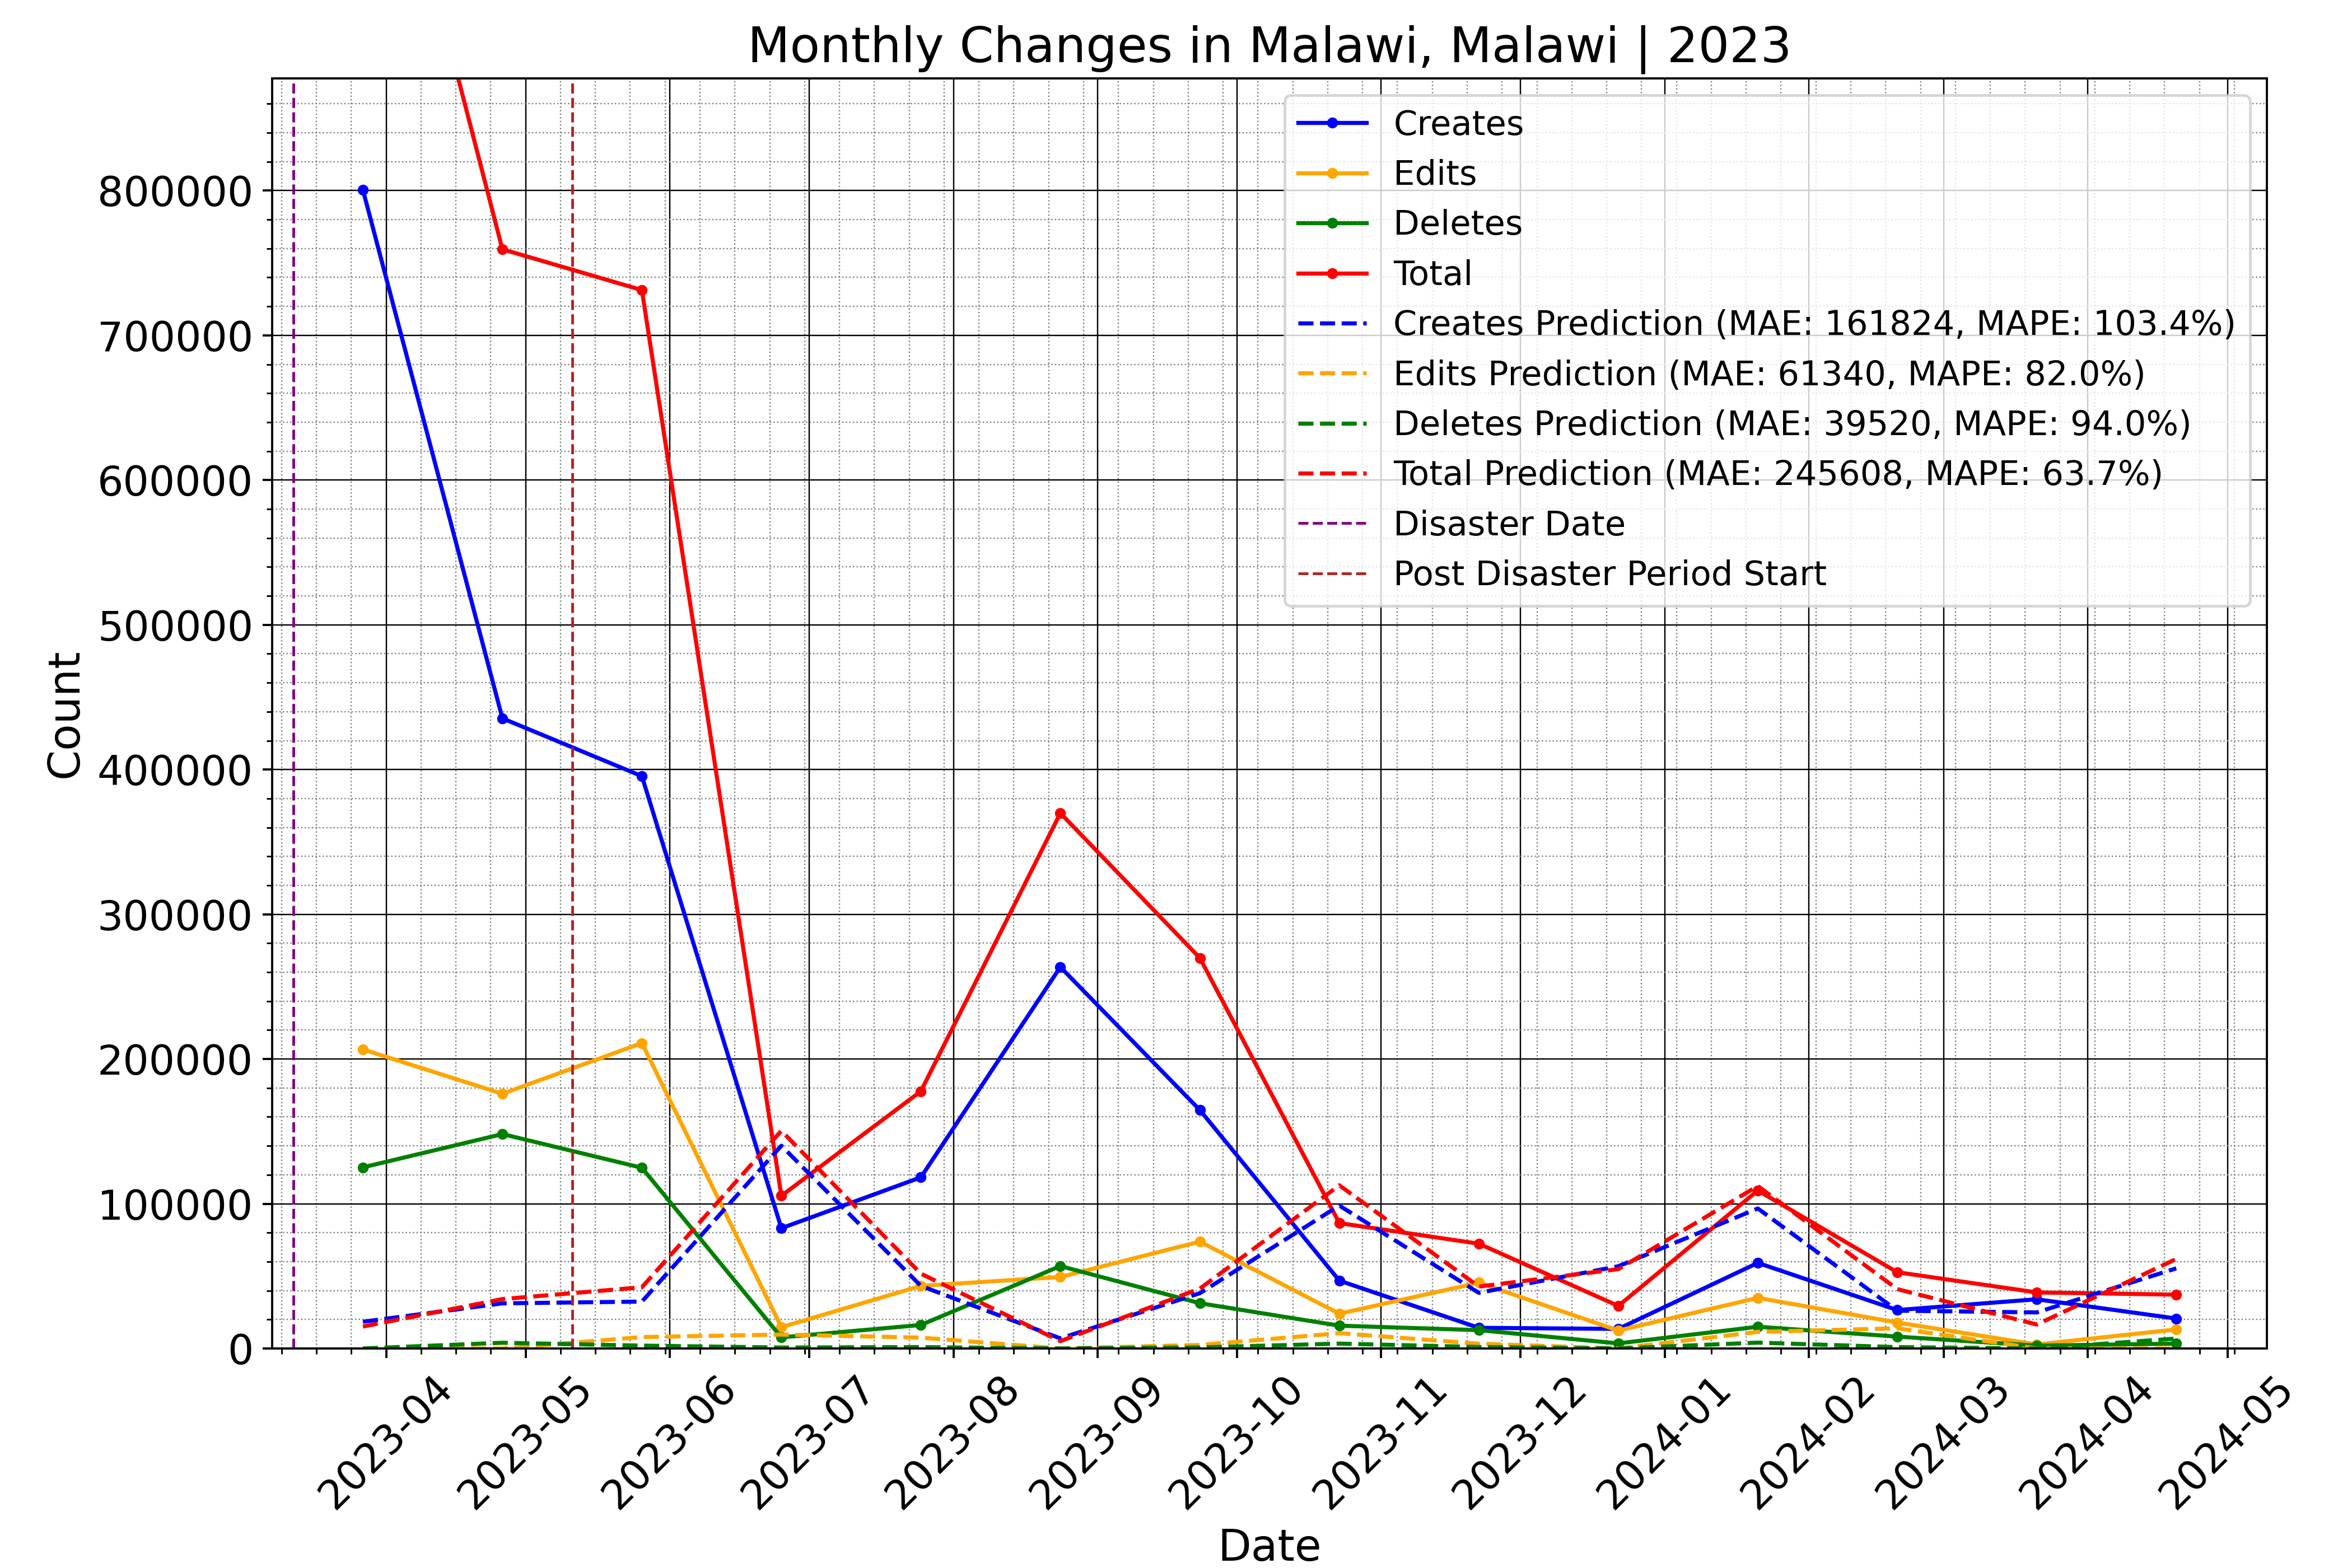 Monthly Changes in Malawi, Malawi | 2023
Creates
Edits
Deletes
Total
Creates Prediction (MAE: 161824, MAPE: 103.4%)
Edits Prediction (MAE: 61340, MAPE: 82.0%)
Deletes Prediction (MAE: 39520, MAPE: 94.0%)
Total Prediction (MAE: 245608, MAPE: 63.7%)
Disaster Date
Post Disaster Period Start
Count
800000
700000
600000
500000
400000
300000
200000
100000
0
2023-04
2023-05
2023-06
2023-07
2023-08
2023-09
2023-10
2023-11
2023-12
2024-01
2024-02
2024-03
2024-04
2024-05
Date